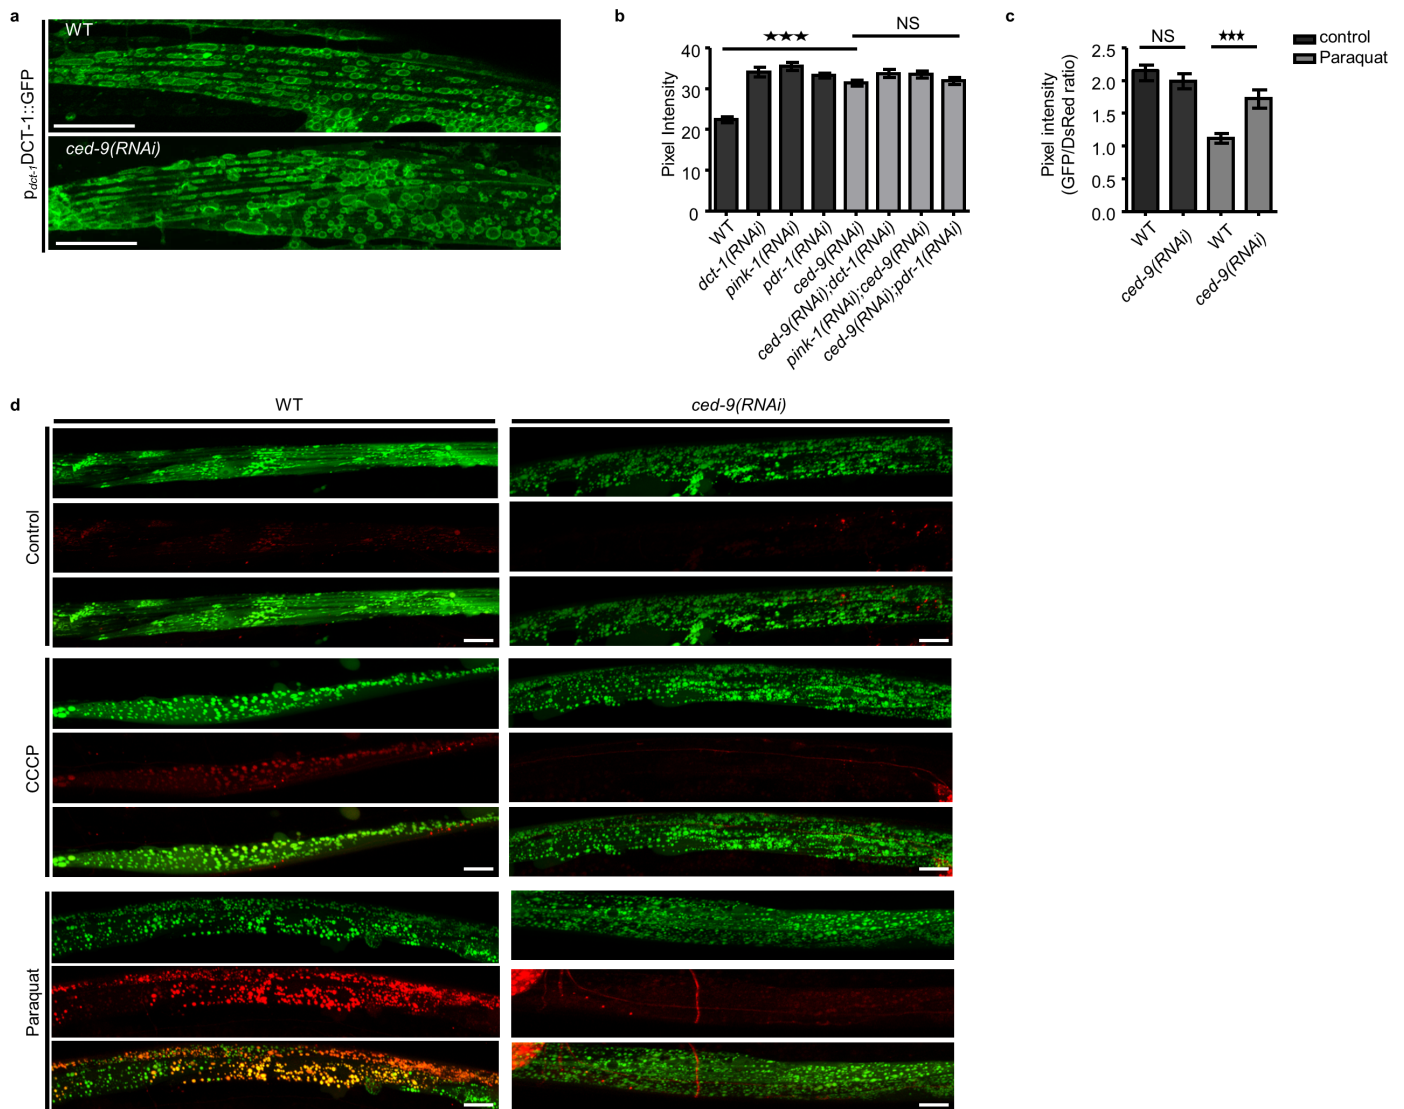 a
WT
ced-9(RNAi)
pdct-1DCT-1::GFP
b
★★★
NS
Pixel Intensity
40
30
20
10
0
WT
dct-1(RNAi)
pink-1(RNAi)
pdr-1(RNAi)
ced-9(RNAi)
ced-9(RNAi);dct-1(RNAi)
pink-1(RNAi);ced-9(RNAi)
ced-9(RNAi);pdr-1(RNAi)
c
NS
★★★
control
Paraquat
Pixel intensity
(GFP/DsRed ratio)
2.5
2.0
1.5
1.0
0.5
0.0
WT
ced-9(RNAi)
WT
ced-9(RNAi)
d
WT
ced-9(RNAi)
Control
CCCP
Paraquat